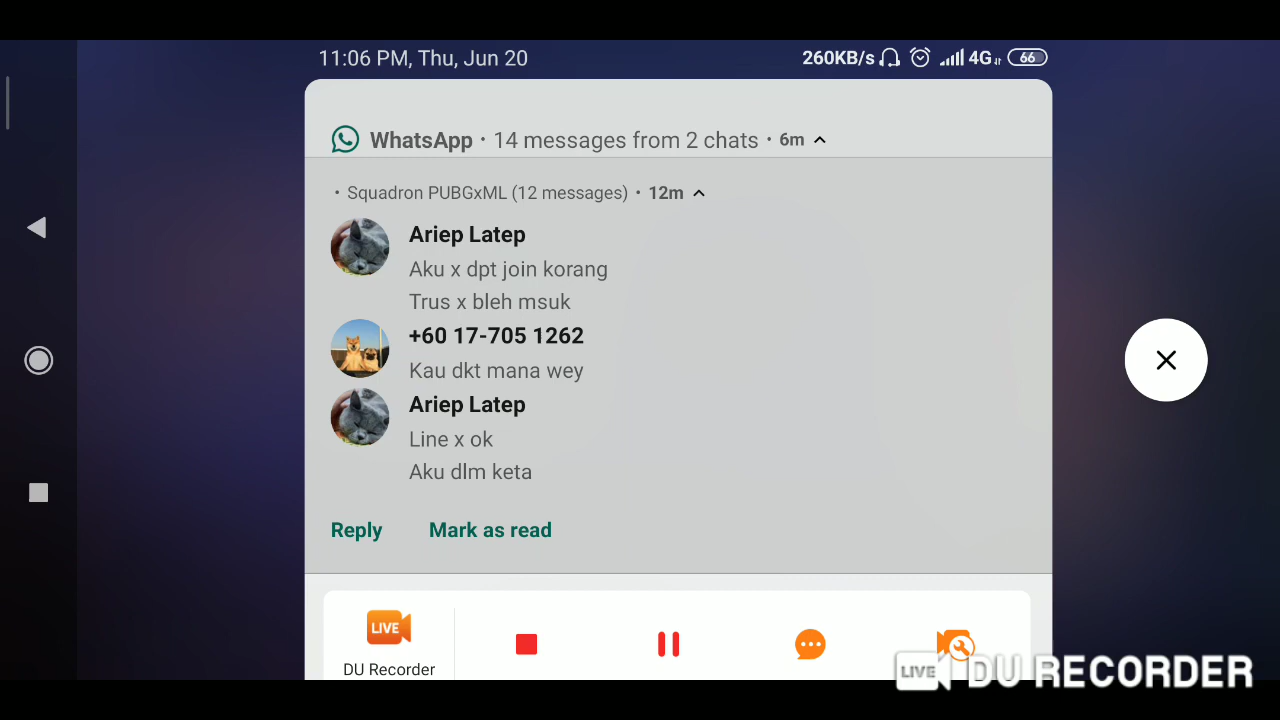 11:06 PM, Thu, Jun 20
260KB/s 4G 66
WhatsApp · 14 messages from 2 chats · 6m
· Squadron PUBGxML (12 messages) · 12m
Ariep Latep
Aku x dpt join korang
Trus x bleh msuk
+60 17-705 1262
Kau dkt mana wey
Ariep Latep
Line x ok
Aku dlm keta
Reply Mark as read
LIVE
DU Recorder
LIVE DU RECORDER